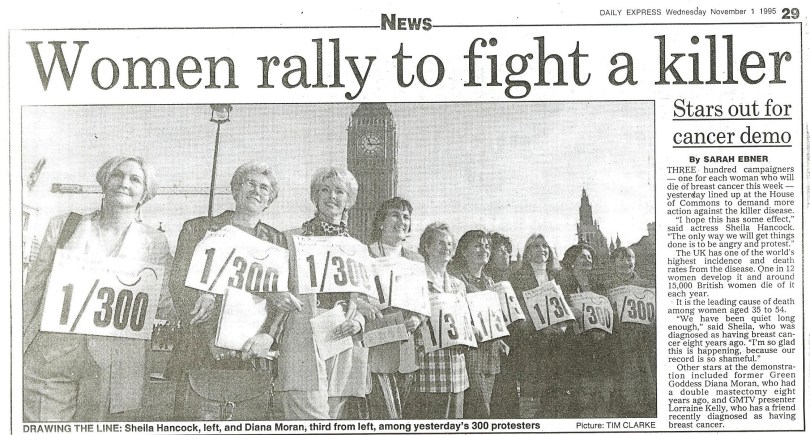 DAILY EXPRESS Wednesday November 1 1995 29
NEWS
Women rally to fight a killer
Stars out for
cancer demo
By SARAH EBNER
THREE hundred campaigners
— one for each woman who will
die of breast cancer this week —
yesterday lined up at the House
of Commons to demand more
action against the killer disease.
"I hope this has some effect,"
said actress Sheila Hancock.
"The only way we will get things
done is to be angry and protest."
The UK has one of the world's
highest incidence and death
rates from the disease. One in 12
women develop it and around
15,000 British women die of it
each year.
It is the leading cause of death
among women aged 35 to 54.
"We have been quiet long
enough," said Sheila, who was
diagnosed as having breast can-
cer eight years ago. "I'm so glad
this is happening, because our
record is so shameful."
Other stars at the demonstra-
tion included former Green
Goddess Diana Moran, who had
a double mastectomy eight
years ago, and GMTV presenter
Lorraine Kelly, who has a friend
recently diagnosed as having
breast cancer.
1/300
1/300
1/300
1/
1/3
1/3
1/3
300
1/300
DRAWING THE LINE: Sheila Hancock, left, and Diana Moran, third from left, among yesterday's 300 protesters
Picture: TIM CLARKE